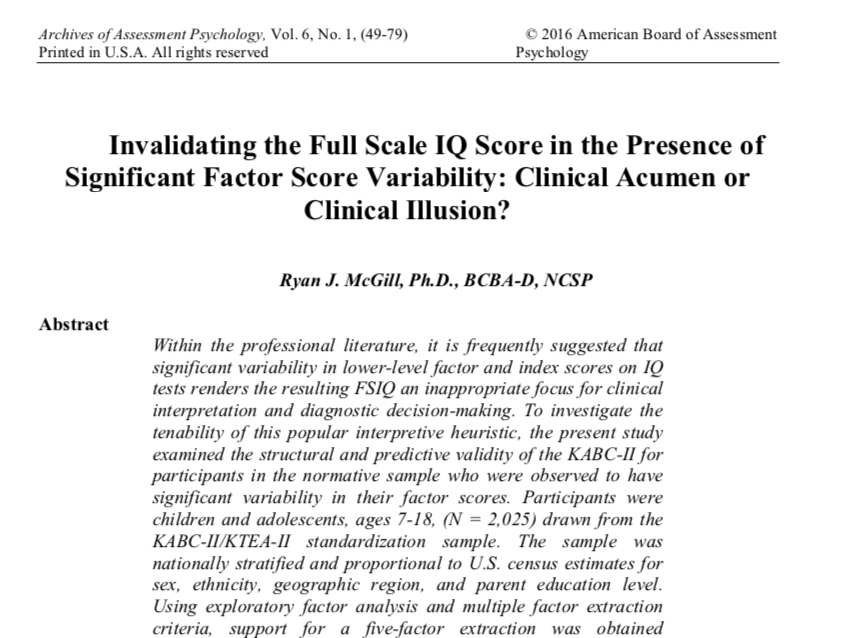 Archives of Assessment Psychology, Vol. 6, No. 1, (49-79)
Printed in U.S.A. All rights reserved
© 2016 American Board of Assessment
Psychology
Invalidating the Full Scale IQ Score in the Presence of
Significant Factor Score Variability: Clinical Acumen or
Clinical Illusion?
Ryan J. McGill, Ph.D., BCBA-D, NCSP
Abstract
Within the professional literature, it is frequently suggested that
significant variability in lower-level factor and index scores on IQ
tests renders the resulting FSIQ an inappropriate focus for clinical
interpretation and diagnostic decision-making. To investigate the
tenability of this popular interpretive heuristic, the present study
examined the structural and predictive validity of the KABC-II for
participants in the normative sample who were observed to have
significant variability in their factor scores. Participants were
children and adolescents, ages 7-18, (N = 2,025) drawn from the
KABC-II/KTEA-II standardization sample. The sample was
nationally stratified and proportional to U.S. census estimates for
sex, ethnicity, geographic region, and parent education level.
Using exploratory factor analysis and multiple factor extraction
criteria, support for a five-factor extraction was obtained